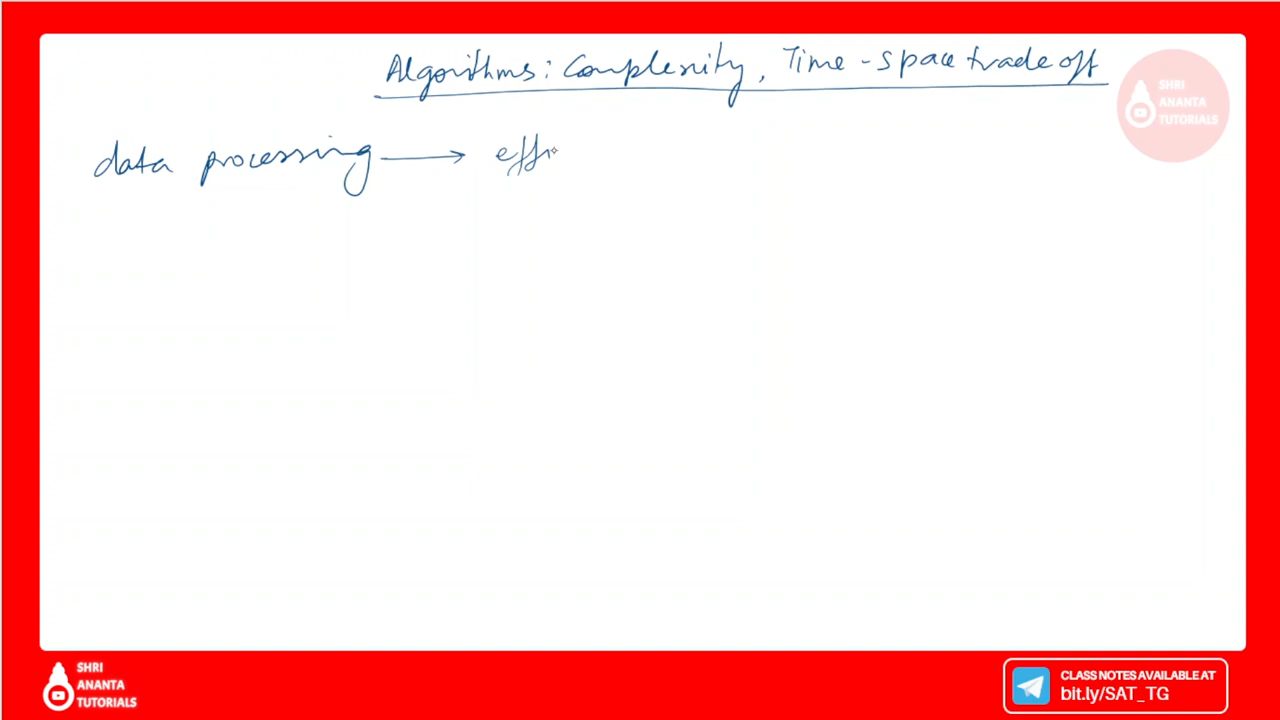 Algorithms: Complexity, Time-space trade off
SHRI
ANANTA
TUTORIALS
data processing → effi
SHRI
ANANTA
TUTORIALS
CLASS NOTES AVAILABLE AT
bit.ly/SAT_TG